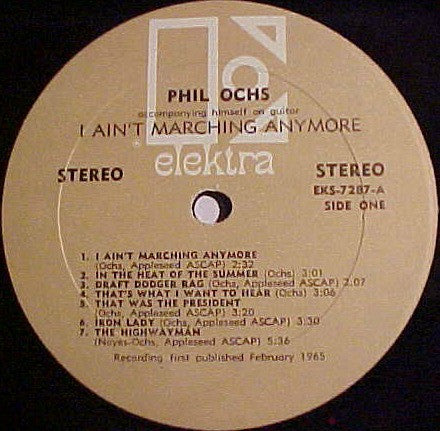 PHIL OCHS
accompanying himself on guitar
I AIN'T MARCHING ANYMORE
elektra
STEREO
STEREO
EKS-7287-A
SIDE ONE
1. I AIN'T MARCHING ANYMORE
(Ochs, Appleseed ASCAP) 2:32
2. IN THE HEAT OF THE SUMMER (Ochs) 3:01
3. DRAFT DODGER RAG (Ochs, Appleseed ASCAP) 2:07
4. THAT'S WHAT I WANT TO HEAR (Ochs) 3:06
5. THAT WAS THE PRESIDENT
(Ochs, Appleseed ASCAP) 3:20
6. IRON LADY (Ochs, Appleseed ASCAP) 3:30
7. THE HIGHWAYMAN
(Noyes-Ochs, Appleseed ASCAP) 5:36
Recording first published February 1965